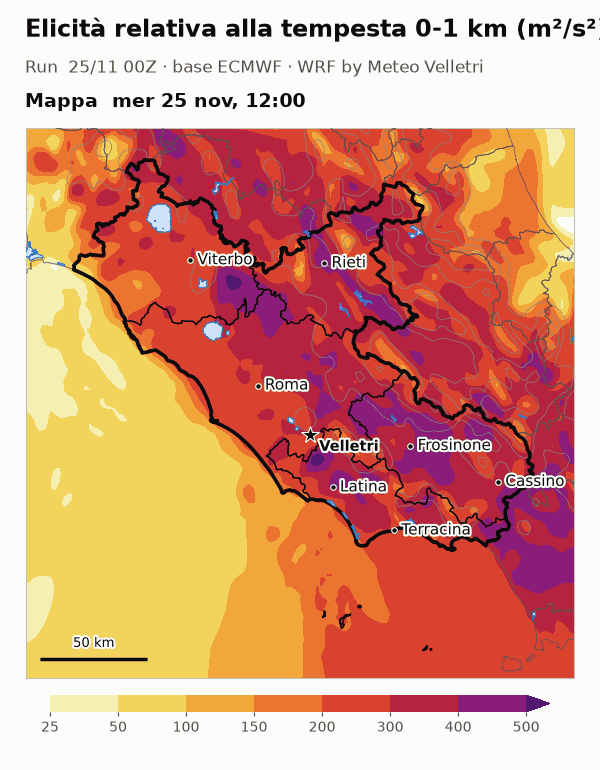 Elicità relativa alla tempesta 0-1 km (m²/s²)
Run 25/11 00Z · base ECMWF · WRF by Meteo Velletri
Mappa mer 25 nov, 12:00
Viterbo
Rieti
Roma
Velletri
Frosinone
Latina
Cassino
Terracina
50 km
25 50 100 150 200 300 400 500